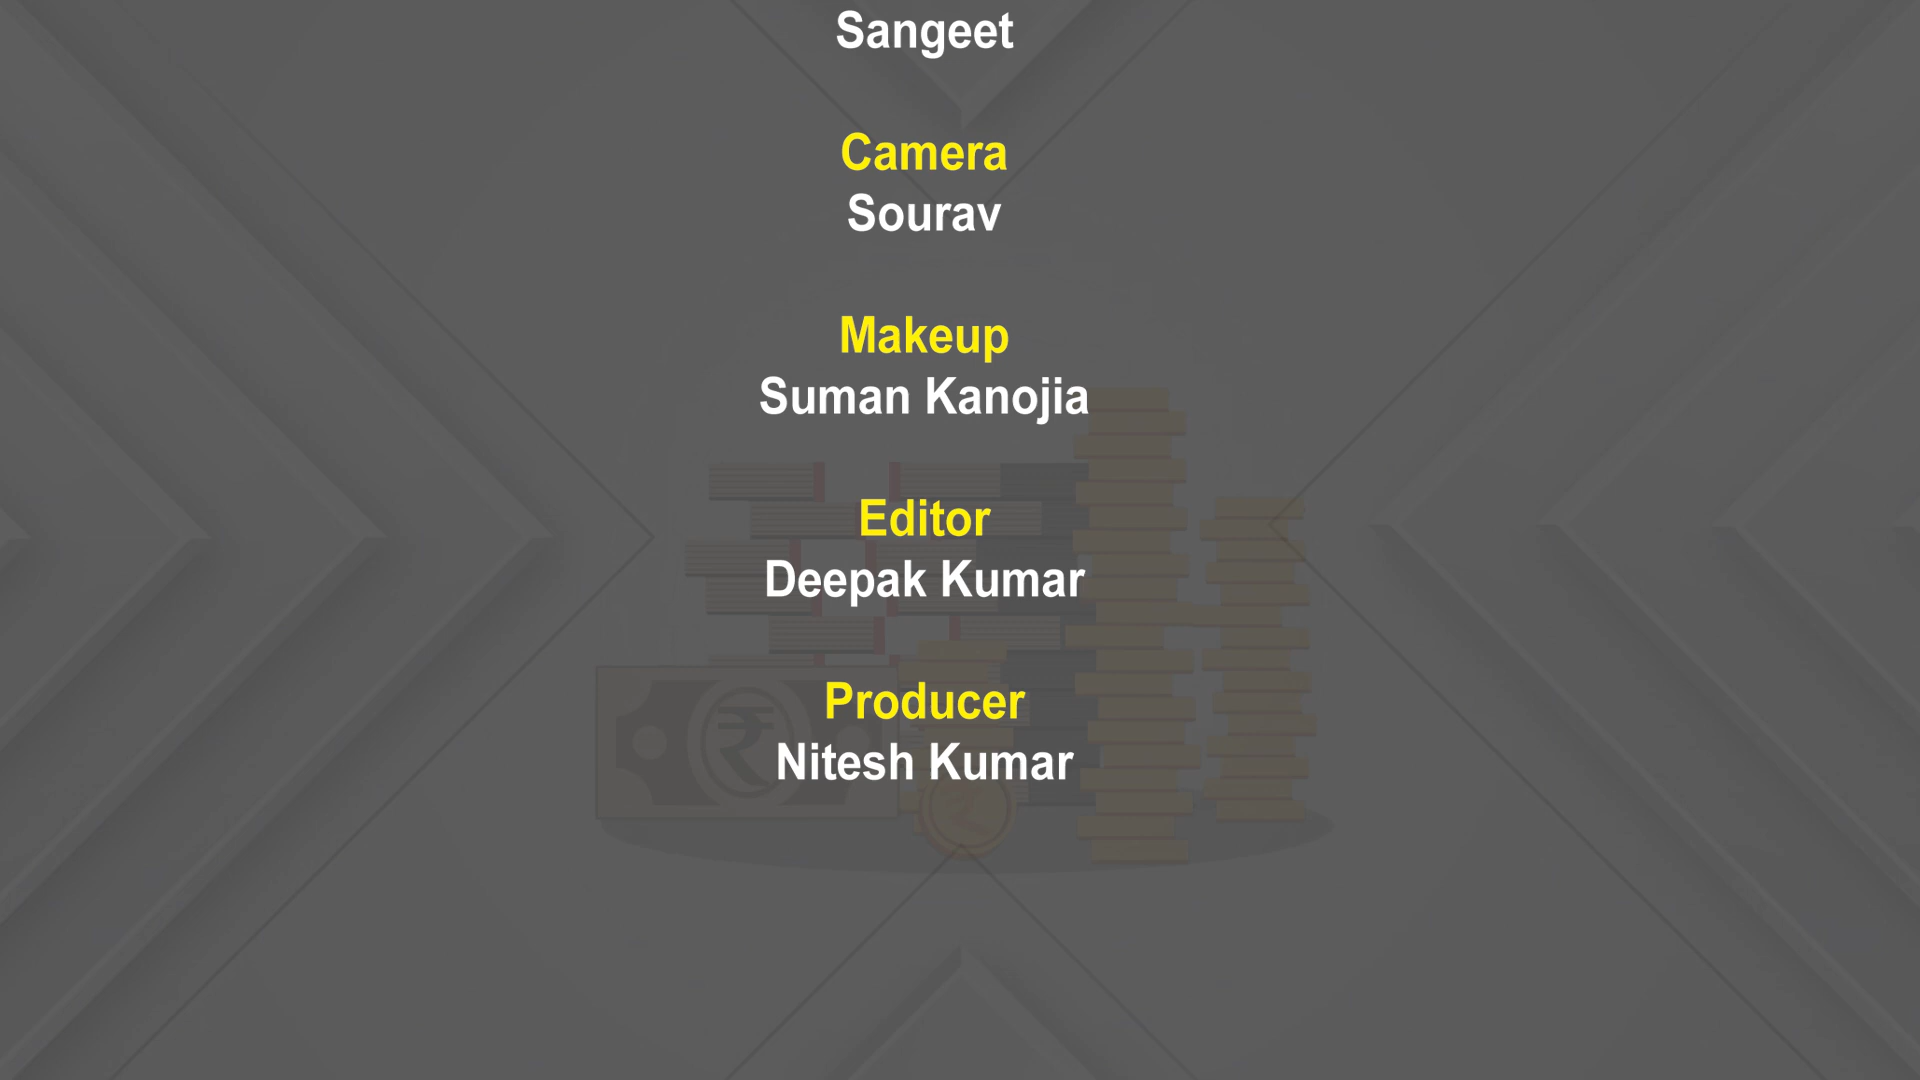 Sangeet
Camera
Sourav
Makeup
Suman Kanojia
Editor
Deepak Kumar
Producer
Nitesh Kumar
₹